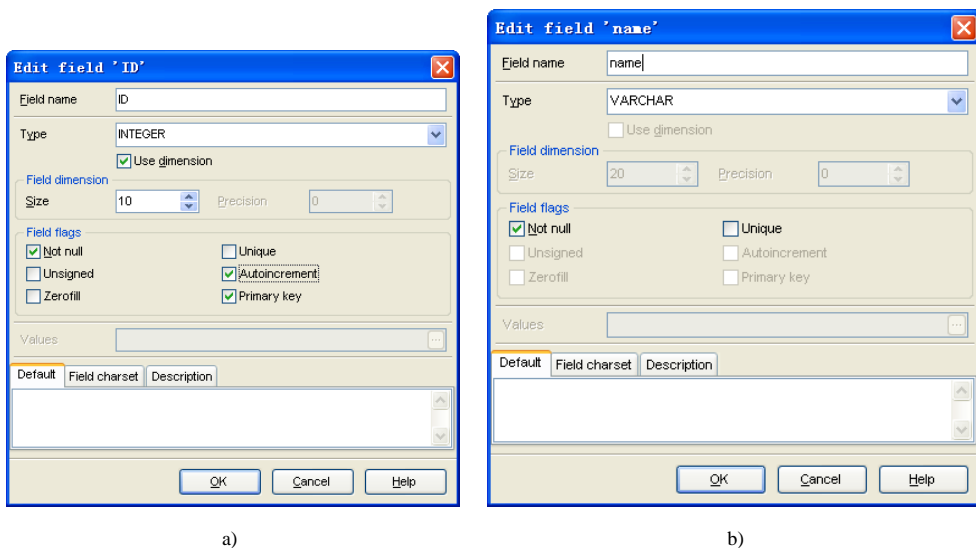 Edit field 'ID'
Field name ID
Type INTEGER
Use dimension
Field dimension
Size 10 Precision 0
Field flags
Not null Unique
Unsigned Autoincrement
Zerofill Primary key
Values ...
Default Field charset Description
OK Cancel Help
a)
Edit field 'name'
Field name name
Type VARCHAR
Use dimension
Field dimension
Size 20 Precision 0
Field flags
Not null Unique
Unsigned Autoincrement
Zerofill Primary key
Values ...
Default Field charset Description
OK Cancel Help
b)